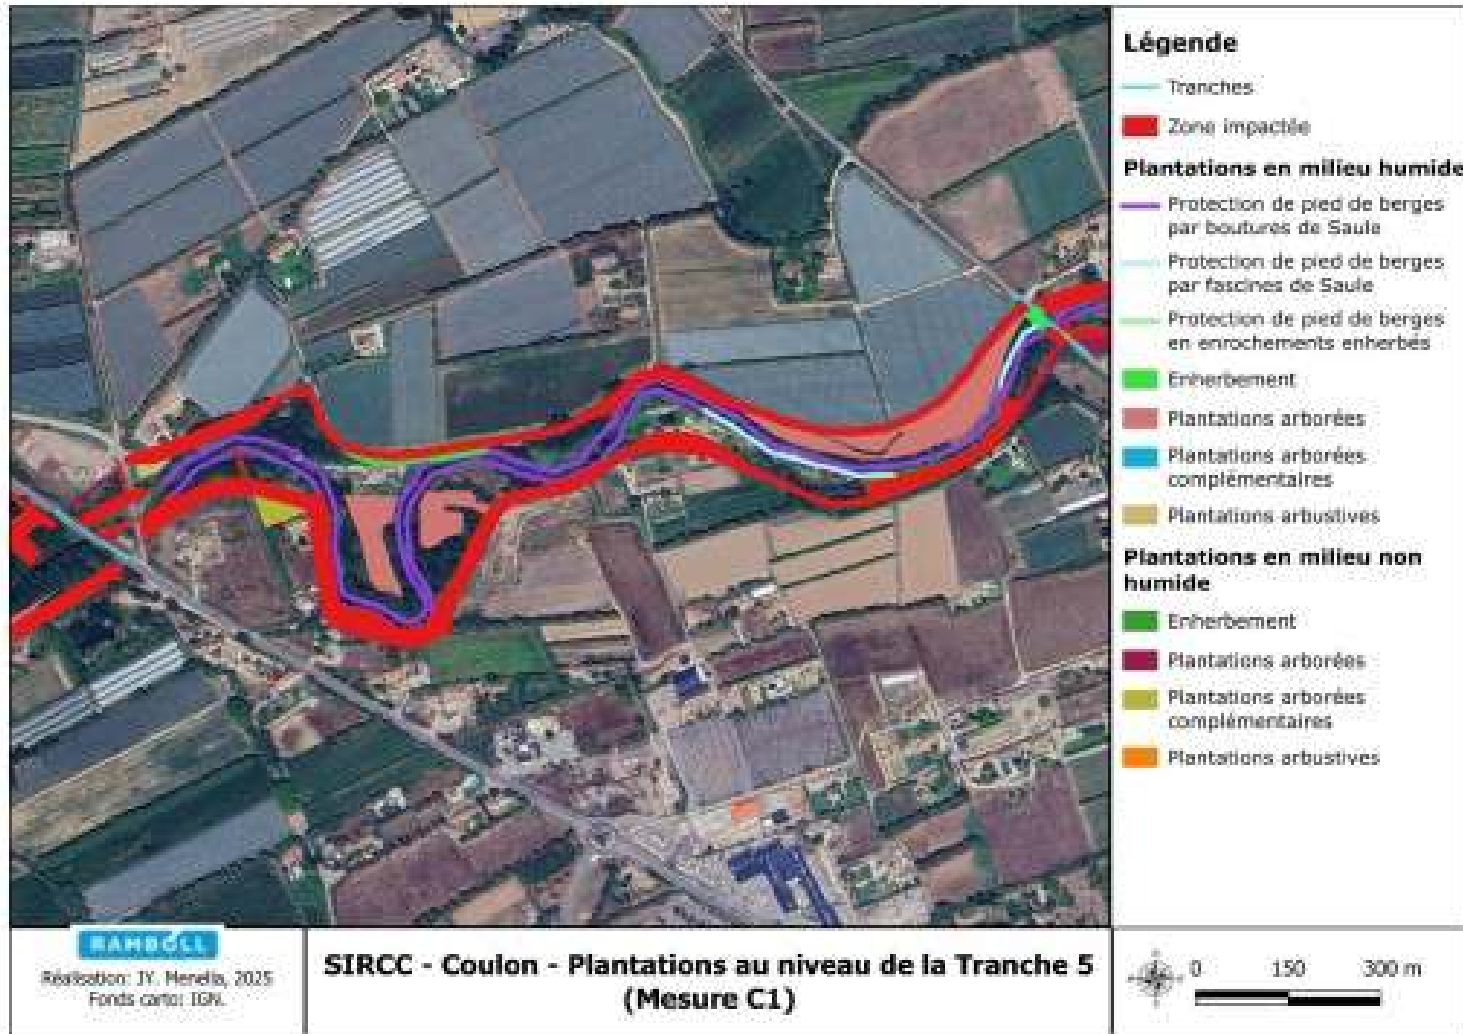 Légende
Tranches
Zone impactée
Plantations en milieu humide
Protection de pied de berges
par boutures de Saule
Protection de pied de berges
par fascines de Saule
Protection de pied de berges
en enrochements enherbés
Enherbement
Plantations arborées
Plantations arborées
complémentaires
Plantations arbustives
Plantations en milieu non
humide
Enherbement
Plantations arborées
Plantations arborées
complémentaires
Plantations arbustives
RAMBOLL
Réalisation: JY. Menella, 2025
Fonds carto: IGN.
SIRCC - Coulon - Plantations au niveau de la Tranche 5
(Mesure C1)
0 150 300 m